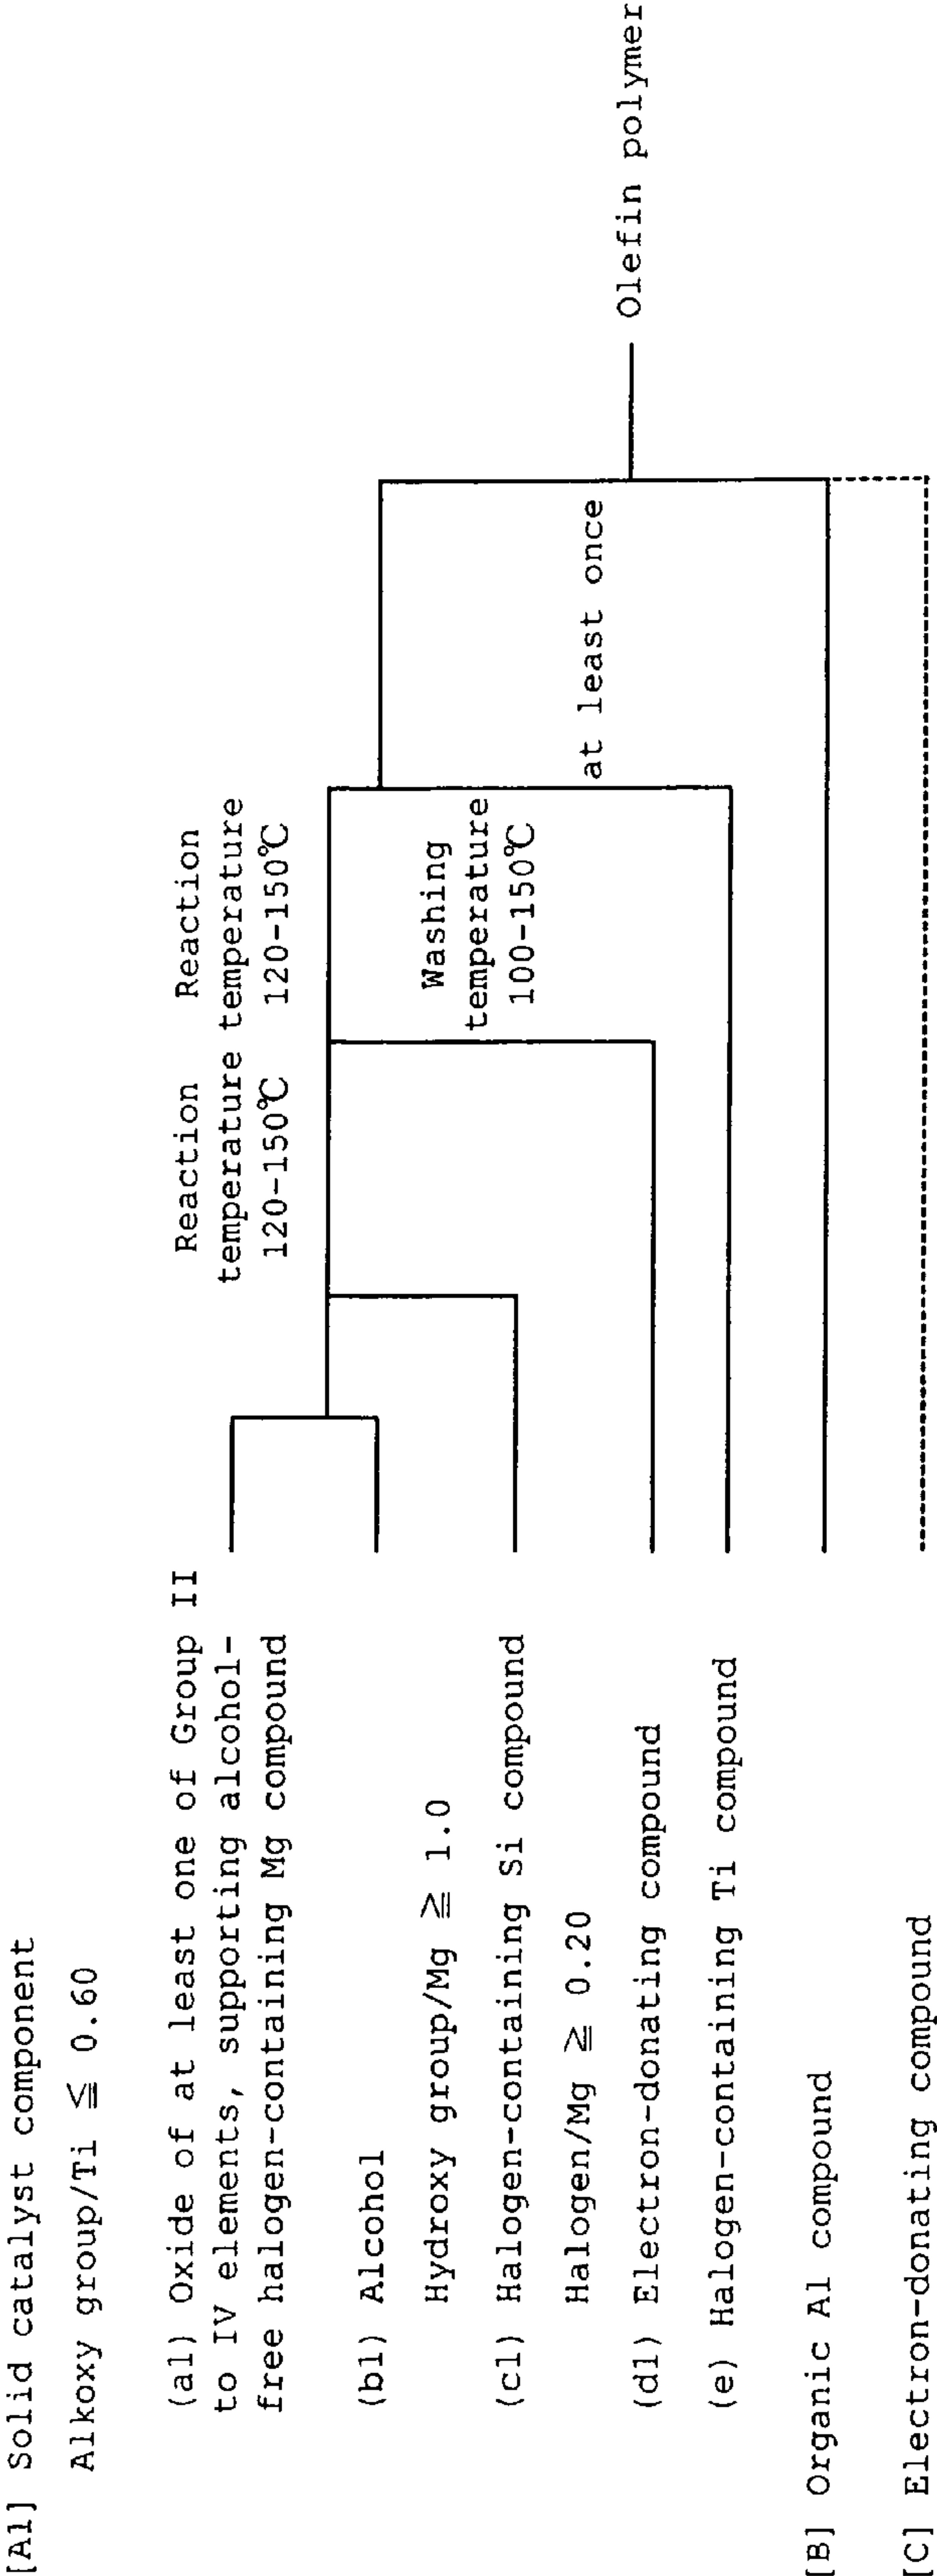 [A1] Solid catalyst component
Alkoxy group/Ti ≦ 0.60
(a1) Oxide of at least one of Group II
to IV elements, supporting alcohol-
free halogen-containing Mg compound
(b1) Alcohol
Hydroxy group/Mg ≧ 1.0
(c1) Halogen-containing Si compound
Halogen/Mg ≧ 0.20
(d1) Electron-donating compound
(e) Halogen-containing Ti compound
[B] Organic Al compound
[C] Electron-donating compound
Reaction
temperature
120-150℃
Reaction
temperature
120-150℃
Washing
temperature
100-150℃
at least once
Olefin polymer